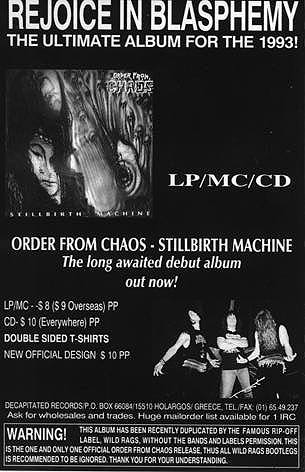 REJOICE IN BLASPHEMY
THE ULTIMATE ALBUM FOR THE 1993!
ORDER FROM
CHAOS
STILLBIRTH MACHINE
LP/MC/CD
ORDER FROM CHAOS - STILLBIRTH MACHINE
The long awaited debut album
out now!
LP/MC - -$ 8 ($ 9 Overseas) PP
CD- $ 10 (Everywhere) PP
DOUBLE SIDED T-SHIRTS
NEW OFFICIAL DESIGN $ 10 PP
DECAPITATED RECORDS/P.O. BOX 66084/15510 HOLARGOS/ GREECE, TEL./FAX: (01) 65.49.237
Ask for wholesales and trades. Huge mailorder list available for 1 IRC
WARNING! THIS ALBUM HAS BEEN RECENTLY DUPLICATED BY THE FAMOUS RIP-OFF
LABEL, WILD RAGS, WITHOUT THE BANDS AND LABELS PERMISSION. THIS
IS THE ONE AND ONLY ONE OFFICIAL ORDER FROM CHAOS RELEASE, THUS ALL WILD RAGS BOOTLEGS
IS RECOMMENDED TO BE IGNORED. THANK YOU FOR YOUR UNDERSTANDING.